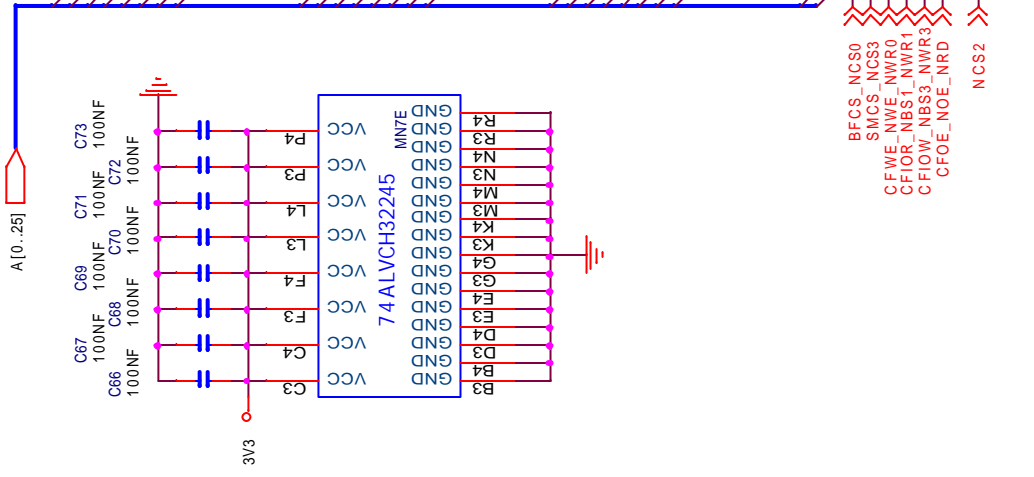 A[0..25]
BFCS_NCS0
SMCS_NCS3
CFWE_NWE_NWR0
CFIOR_NBS1_NWR1
CFIOW_NBS3_NWR3
CFOE_NOE_NRD
NCS2
C73
100NF
C72
100NF
C71
100NF
C70
100NF
C69
100NF
C68
100NF
C67
100NF
C66
100NF
3V3
MN7E
74ALVCH32245
P4
VCC
P3
VCC
L4
VCC
L3
VCC
F4
VCC
F3
VCC
C4
VCC
C3
VCC
GND
R4
GND
R3
GND
N4
GND
N3
GND
M4
GND
M3
GND
K4
GND
K3
GND
G4
GND
G3
GND
E4
GND
E3
GND
D4
GND
D3
GND
B4
GND
B3